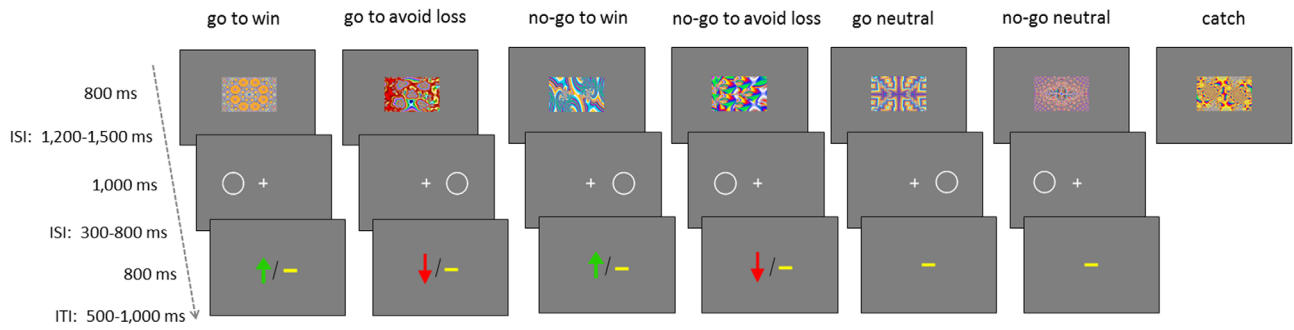 go to win
go to avoid loss
no-go to win
no-go to avoid loss
go neutral
no-go neutral
catch
800 ms
ISI: 1,200-1,500 ms
1,000 ms
ISI: 300-800 ms
/
/
/
/
800 ms
ITI: 500-1,000 ms